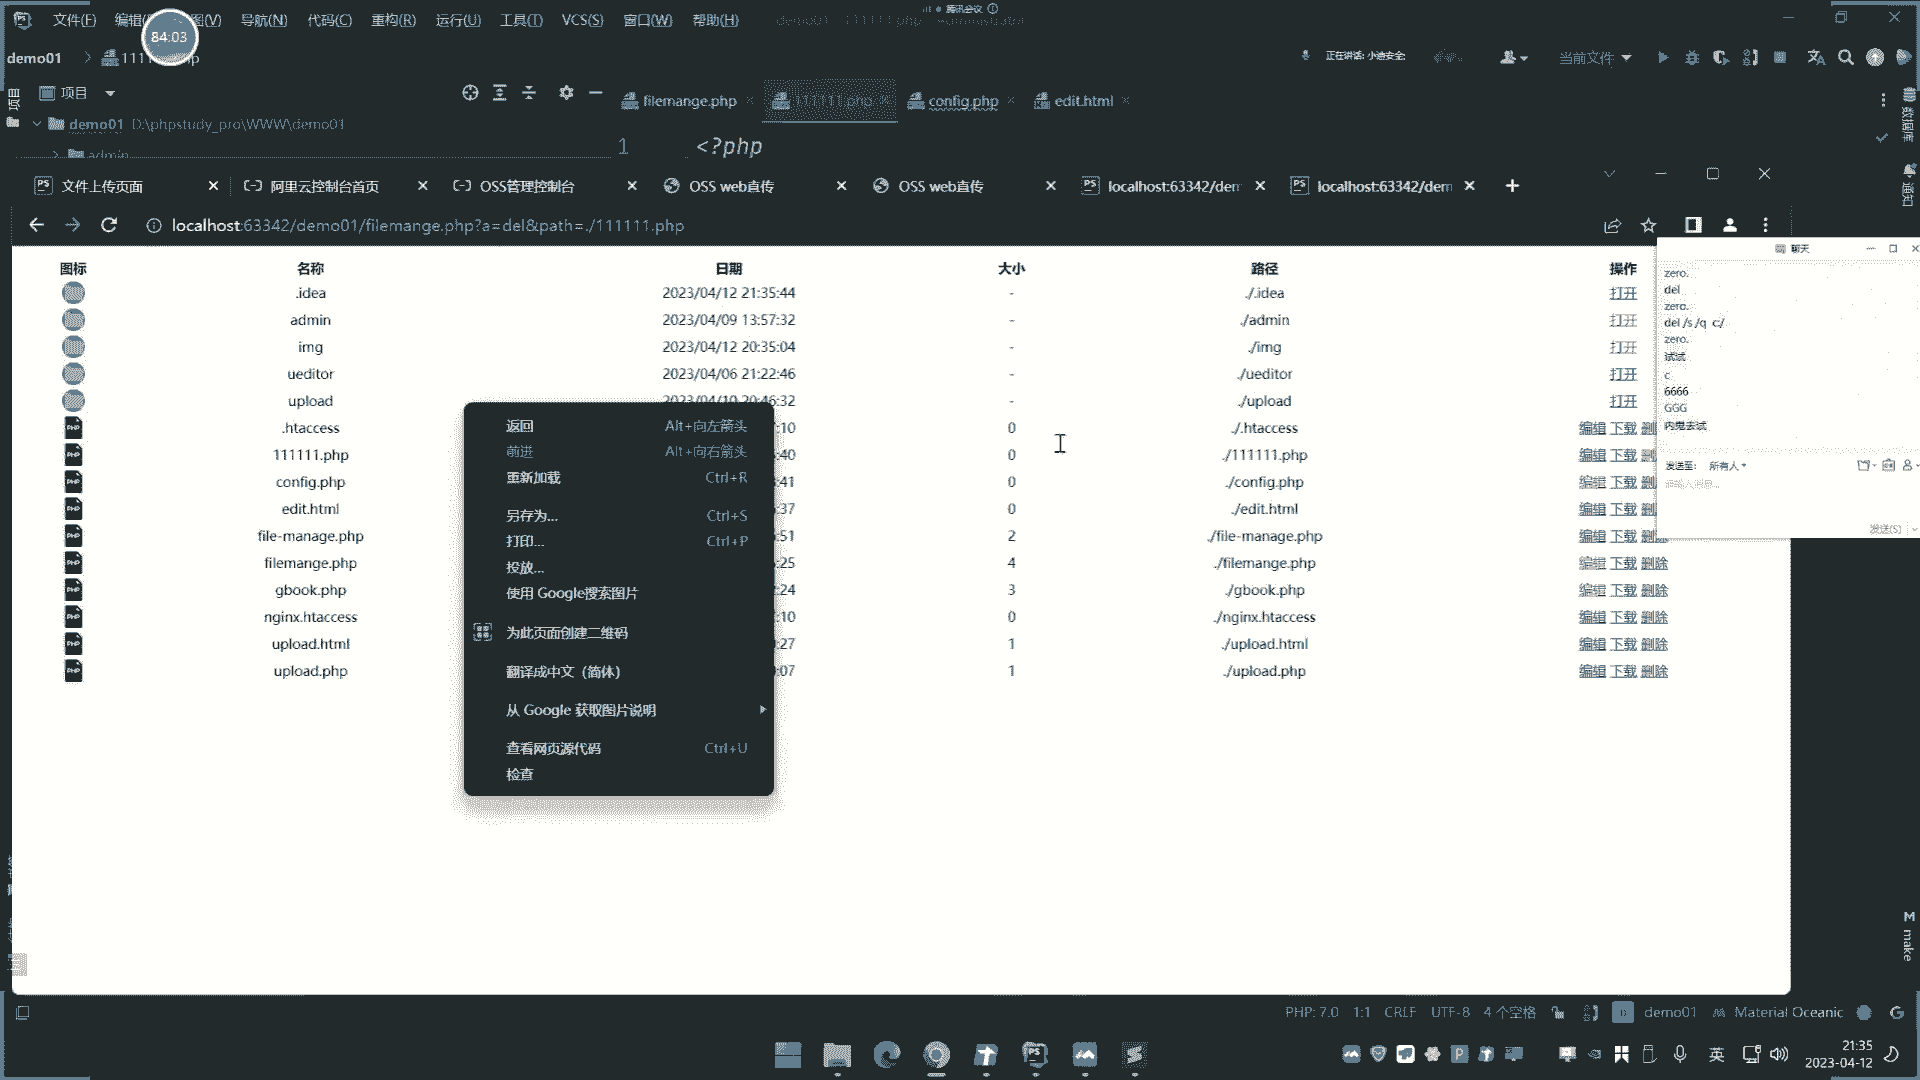 文件(F) 编辑 图(V) 导航(N) 代码(C) 重构(R) 运行(U) 工具(T) VCS(S) 窗口(W) 帮助(H)
腾讯会议
84:03
demo01
正在讲话: 小迪安全
当前文件
项目
项目
filemange.php
111111.php
config.php
edit.html
数据库
demo01 D:\phpstudy_pro\WWW\demo01
admin
1 <?php
通知
文件上传页面
阿里云控制台首页
OSS管理控制台
OSS web直传
OSS web直传
localhost:63342/dem
localhost:63342/dem
localhost:63342/demo01/filemange.php?a=del&path=./111111.php
图标 名称 日期 大小 路径 操作
.idea 2023/04/12 21:35:44 - ./.idea 打开
admin 2023/04/09 13:57:32 - ./admin 打开
img 2023/04/12 20:35:04 - ./img 打开
ueditor 2023/04/06 21:22:46 - ./ueditor 打开
upload 2023/04/10 20:46:32 - ./upload 打开
.htaccess :10 0 ./.htaccess 编辑 下载 删
111111.php :40 0 ./111111.php 编辑 下载 删
config.php :41 0 ./config.php 编辑 下载 删
edit.html :37 0 ./edit.html 编辑 下载 删
file-manage.php :51 2 ./file-manage.php 编辑 下载 删除
filemange.php :25 4 ./filemange.php 编辑 下载 删除
gbook.php :24 3 ./gbook.php 编辑 下载 删除
nginx.htaccess :10 0 ./nginx.htaccess 编辑 下载 删除
upload.html :27 1 ./upload.html 编辑 下载 删除
upload.php :07 1 ./upload.php 编辑 下载 删除
返回 Alt+向左箭头
前进 Alt+向右箭头
重新加载 Ctrl+R
另存为... Ctrl+S
打印... Ctrl+P
投放...
使用 Google搜索图片
为此页面创建二维码
翻译成中文（简体）
从 Google 获取图片说明
查看网页源代码 Ctrl+U
检查
聊天
zero.
del
zero.
del /s /q c:/
zero.
试试
c
6666
GGG
内鬼去试
发送至: 所有人
请输入消息...
发送(S)
M make
PHP: 7.0 1:1 CRLF UTF-8 4 个空格 demo01 Material Oceanic
英
21:35
2023-04-12